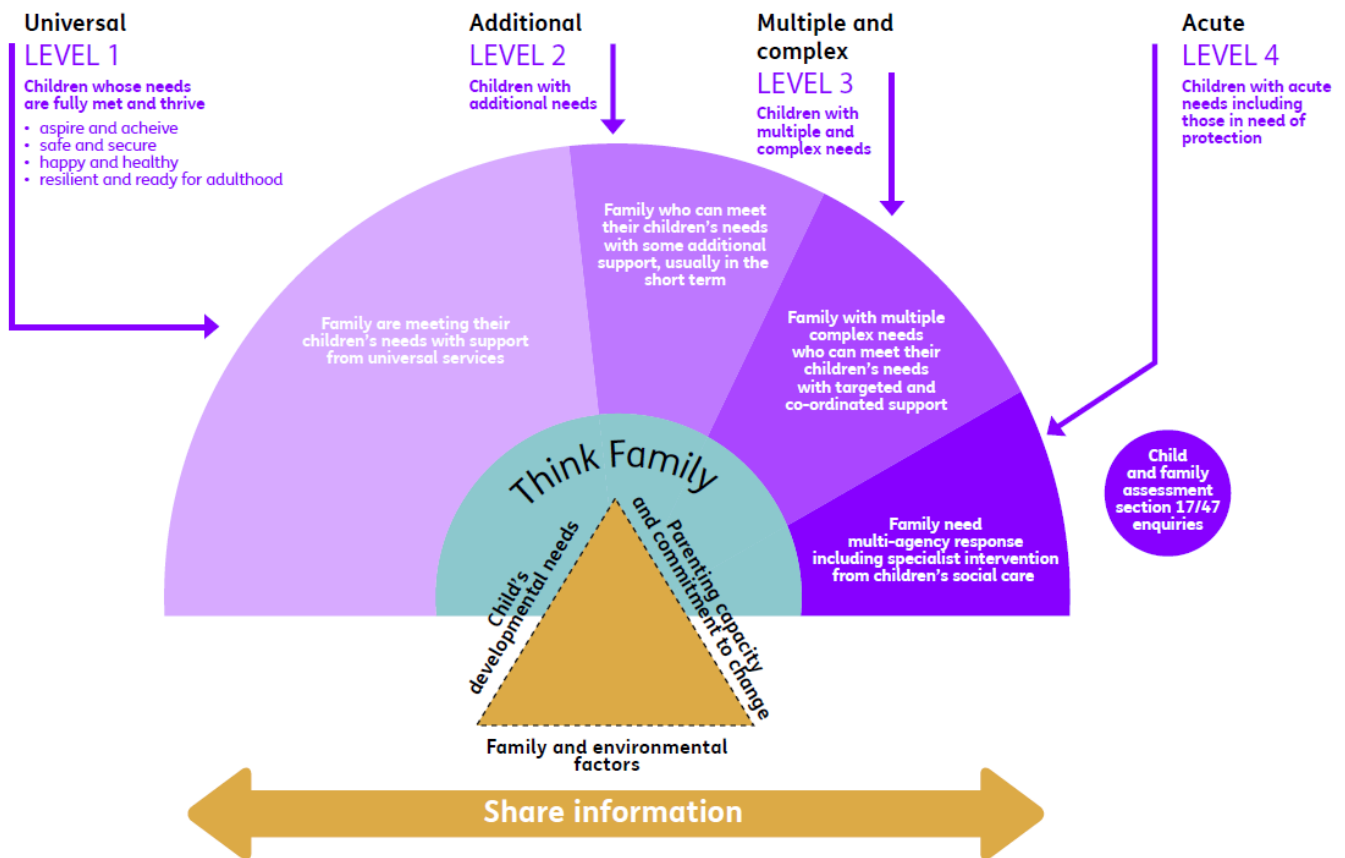 Universal
LEVEL 1
Children whose needs
are fully met and thrive
• aspire and acheive
• safe and secure
• happy and healthy
• resilient and ready for adulthood
Additional
LEVEL 2
Children with
additional needs
Multiple and
complex
LEVEL 3
Children with
multiple and
complex needs
Acute
LEVEL 4
Children with acute
needs including
those in need of
protection
Family are meeting their
children's needs with support
from universal services
Family who can meet
their children's needs
with some additional
support, usually in the
short term
Family with multiple
complex needs
who can meet their
children's needs
with targeted and
co-ordinated support
Family need
multi-agency response
including specialist intervention
from children's social care
Child
and family
assessment
section 17/47
enquiries
Think Family
Child's
developmental needs
Parenting capacity
and commitment to change
Family and environmental
factors
Share information